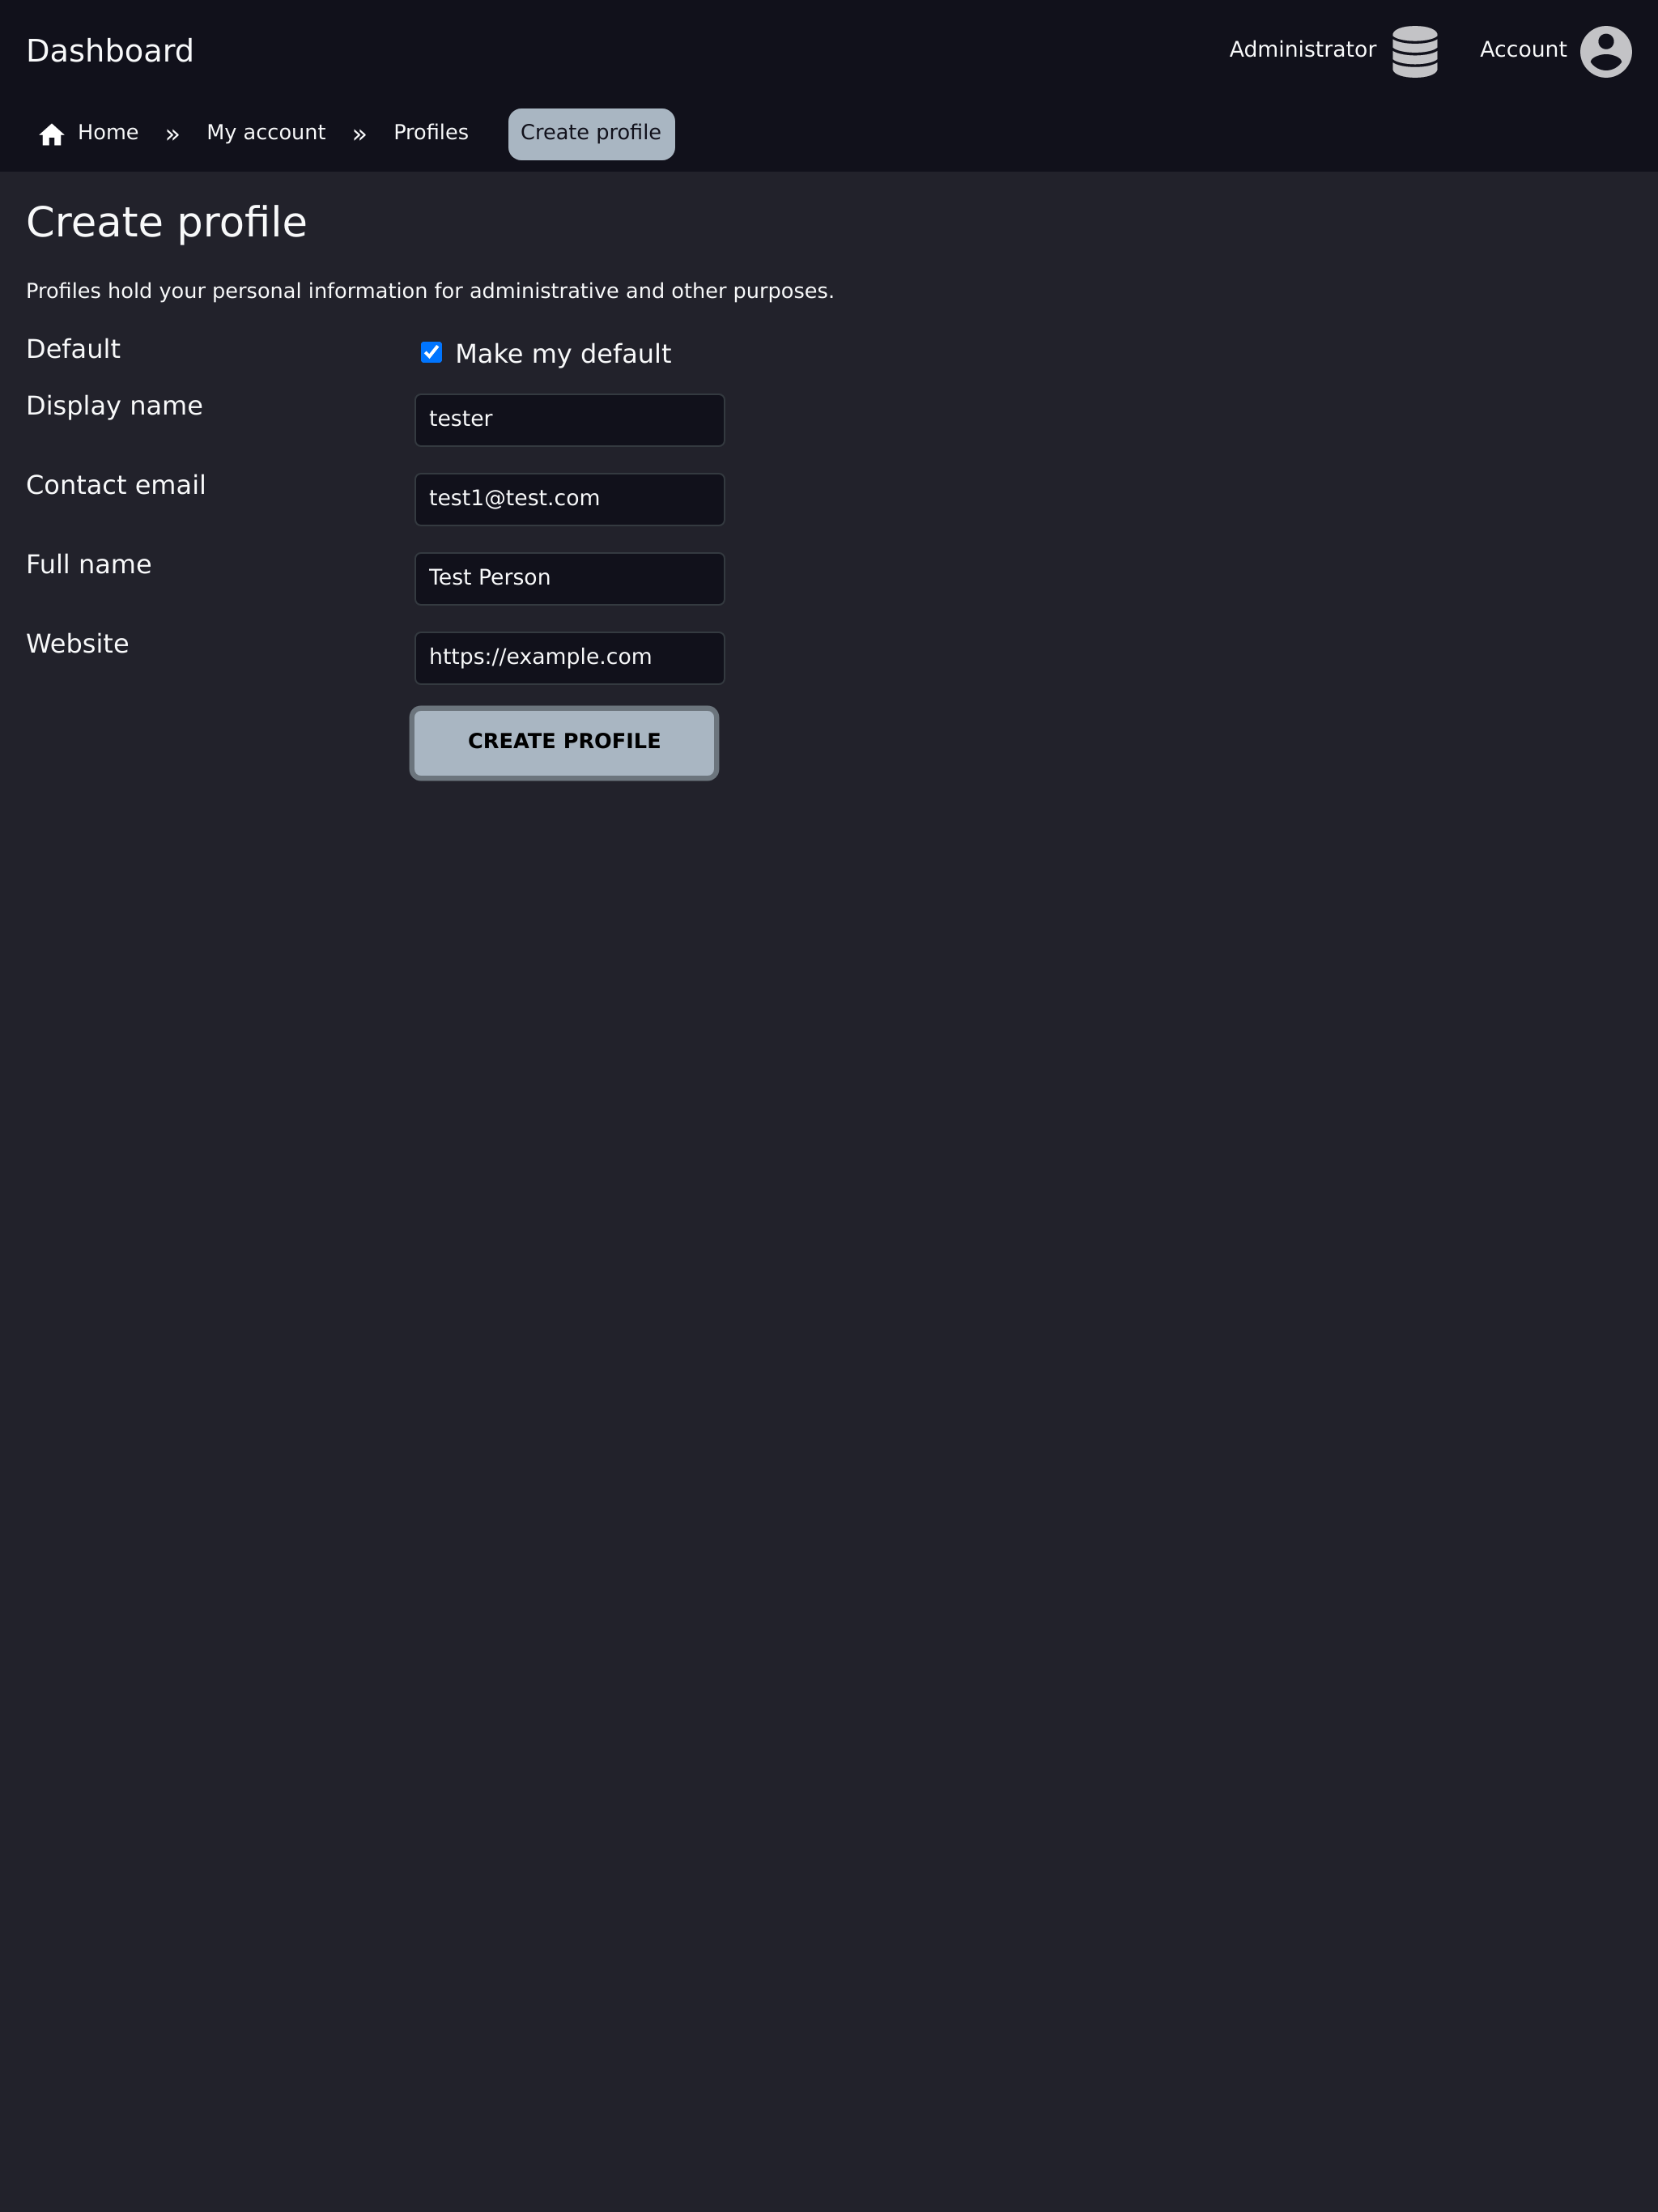 Dashboard
Administrator
Account
Home » My account » Profiles Create profile
Create profile
Profiles hold your personal information for administrative and other purposes.
Default
Make my default
Display name
tester
Contact email
test1@test.com
Full name
Test Person
Website
https://example.com
CREATE PROFILE